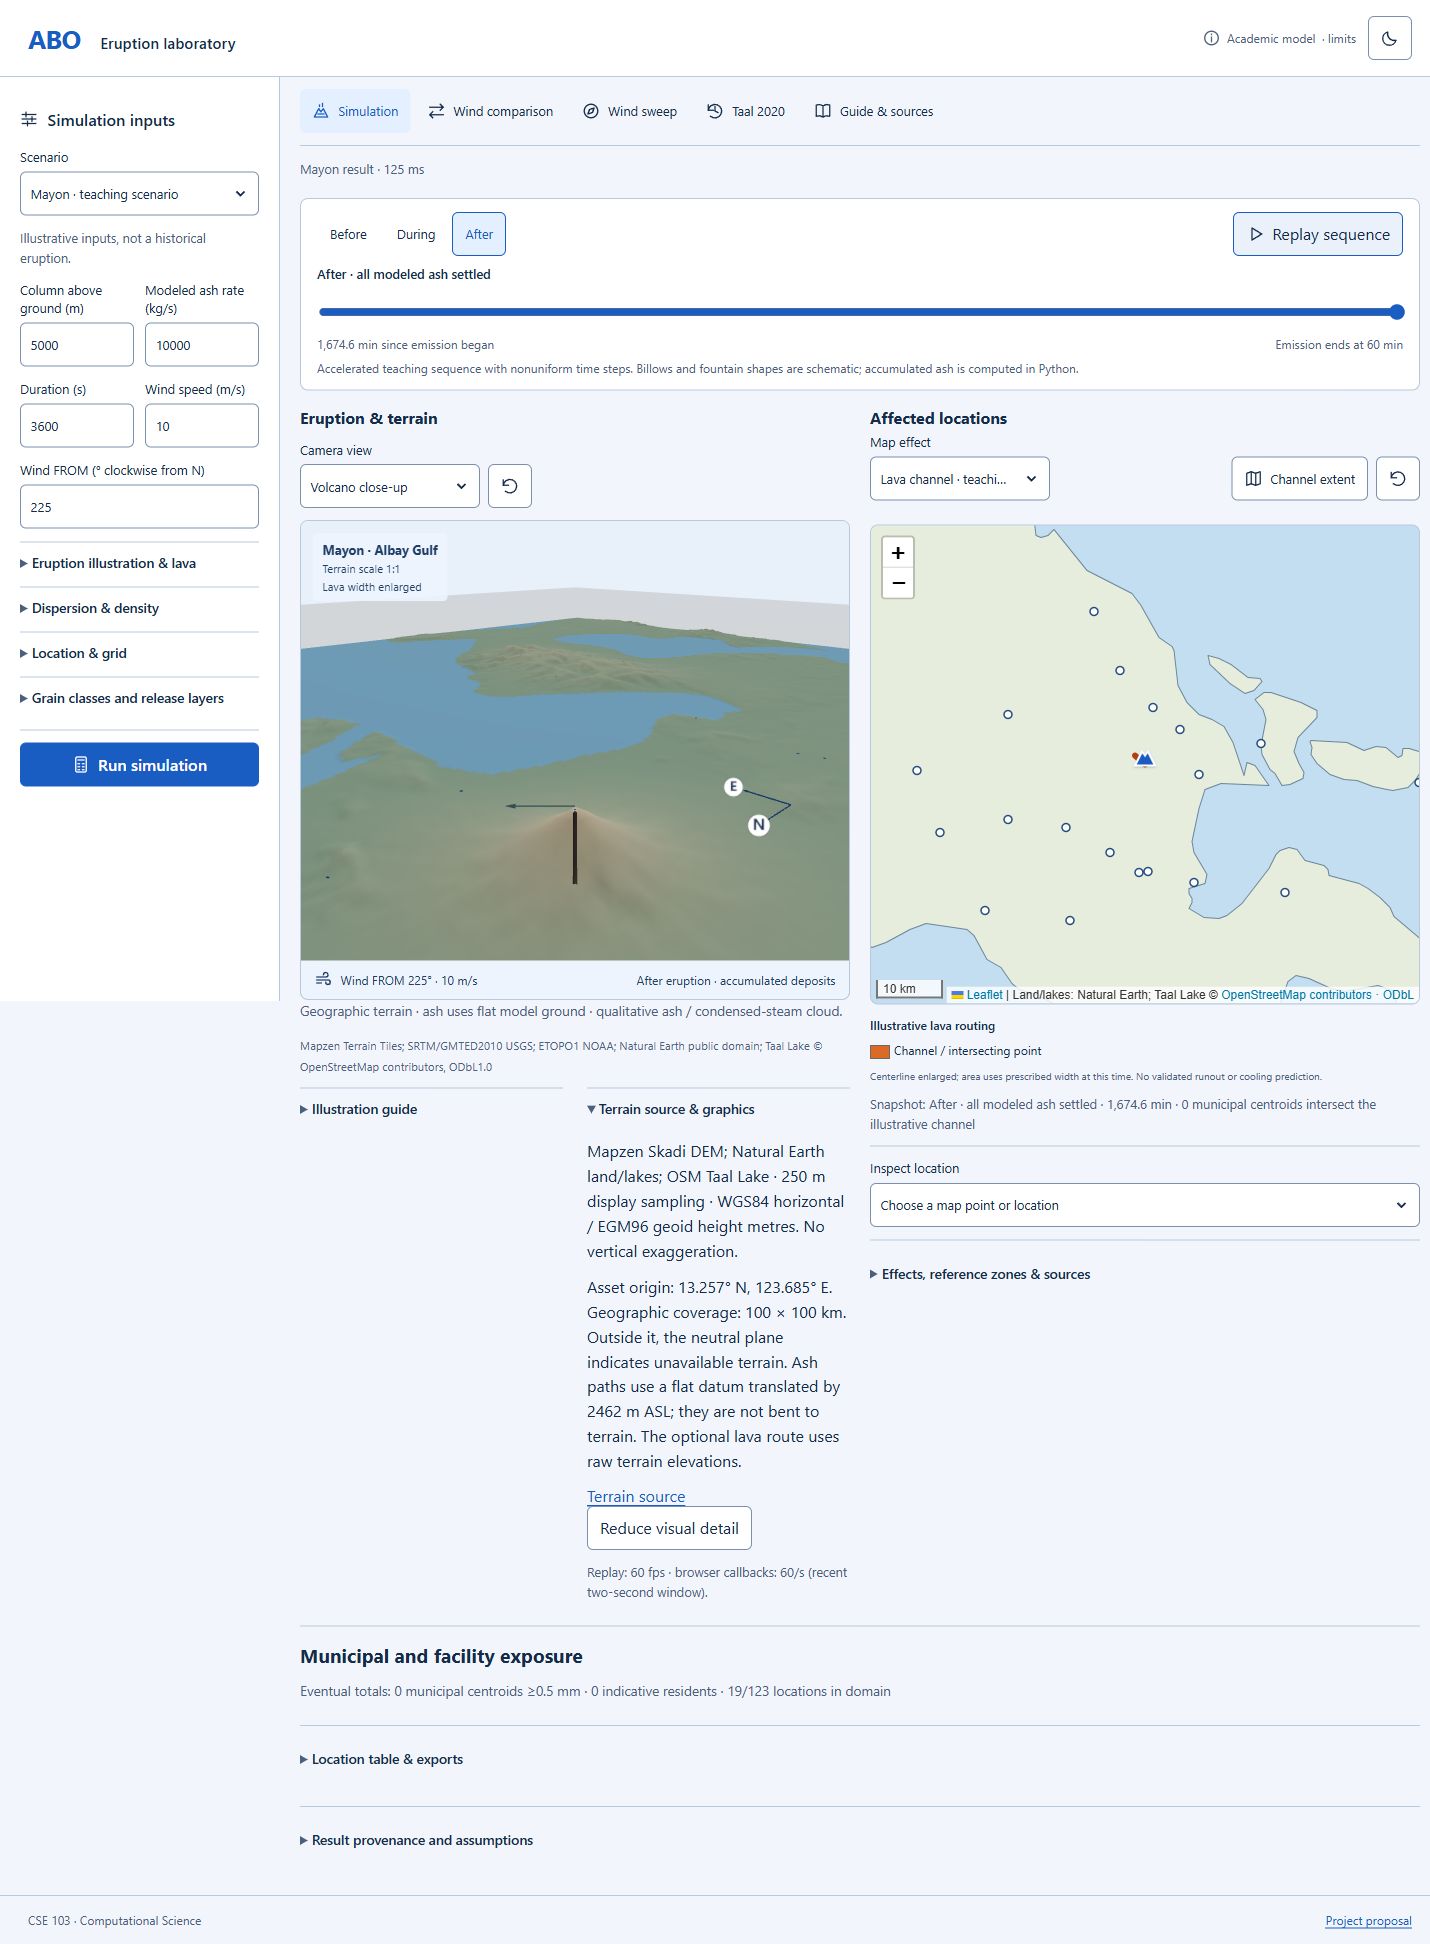 ABO Eruption laboratory
Academic model · limits
Simulation inputs
Scenario
Mayon · teaching scenario
Illustrative inputs, not a historical
eruption.
Column above
ground (m)
Modeled ash rate
(kg/s)
5000
10000
Duration (s)
Wind speed (m/s)
3600
10
Wind FROM (° clockwise from N)
225
Eruption illustration & lava
Dispersion & density
Location & grid
Grain classes and release layers
Run simulation
Simulation
Wind comparison
Wind sweep
Taal 2020
Guide & sources
Mayon result · 125 ms
Before
During
After
Replay sequence
After · all modeled ash settled
1,674.6 min since emission began
Emission ends at 60 min
Accelerated teaching sequence with nonuniform time steps. Billows and fountain shapes are schematic; accumulated ash is computed in Python.
Eruption & terrain
Camera view
Volcano close-up
Mayon · Albay Gulf
Terrain scale 1:1
Lava width enlarged
E
N
Wind FROM 225° · 10 m/s
After eruption · accumulated deposits
Geographic terrain · ash uses flat model ground · qualitative ash / condensed-steam cloud.
Mapzen Terrain Tiles; SRTM/GMTED2010 USGS; ETOPO1 NOAA; Natural Earth public domain; Taal Lake ©
OpenStreetMap contributors, ODbL1.0
Illustration guide
Terrain source & graphics
Mapzen Skadi DEM; Natural Earth
land/lakes; OSM Taal Lake · 250 m
display sampling · WGS84 horizontal
/ EGM96 geoid height metres. No
vertical exaggeration.
Asset origin: 13.257° N, 123.685° E.
Geographic coverage: 100 × 100 km.
Outside it, the neutral plane
indicates unavailable terrain. Ash
paths use a flat datum translated by
2462 m ASL; they are not bent to
terrain. The optional lava route uses
raw terrain elevations.
Terrain source
Reduce visual detail
Replay: 60 fps · browser callbacks: 60/s (recent
two-second window).
Affected locations
Map effect
Lava channel · teachi...
Channel extent
+
−
10 km
Leaflet | Land/lakes: Natural Earth; Taal Lake © OpenStreetMap contributors · ODbL
Illustrative lava routing
Channel / intersecting point
Centerline enlarged; area uses prescribed width at this time. No validated runout or cooling prediction.
Snapshot: After · all modeled ash settled · 1,674.6 min · 0 municipal centroids intersect the
illustrative channel
Inspect location
Choose a map point or location
Effects, reference zones & sources
Municipal and facility exposure
Eventual totals: 0 municipal centroids ≥0.5 mm · 0 indicative residents · 19/123 locations in domain
Location table & exports
Result provenance and assumptions
CSE 103 · Computational Science
Project proposal